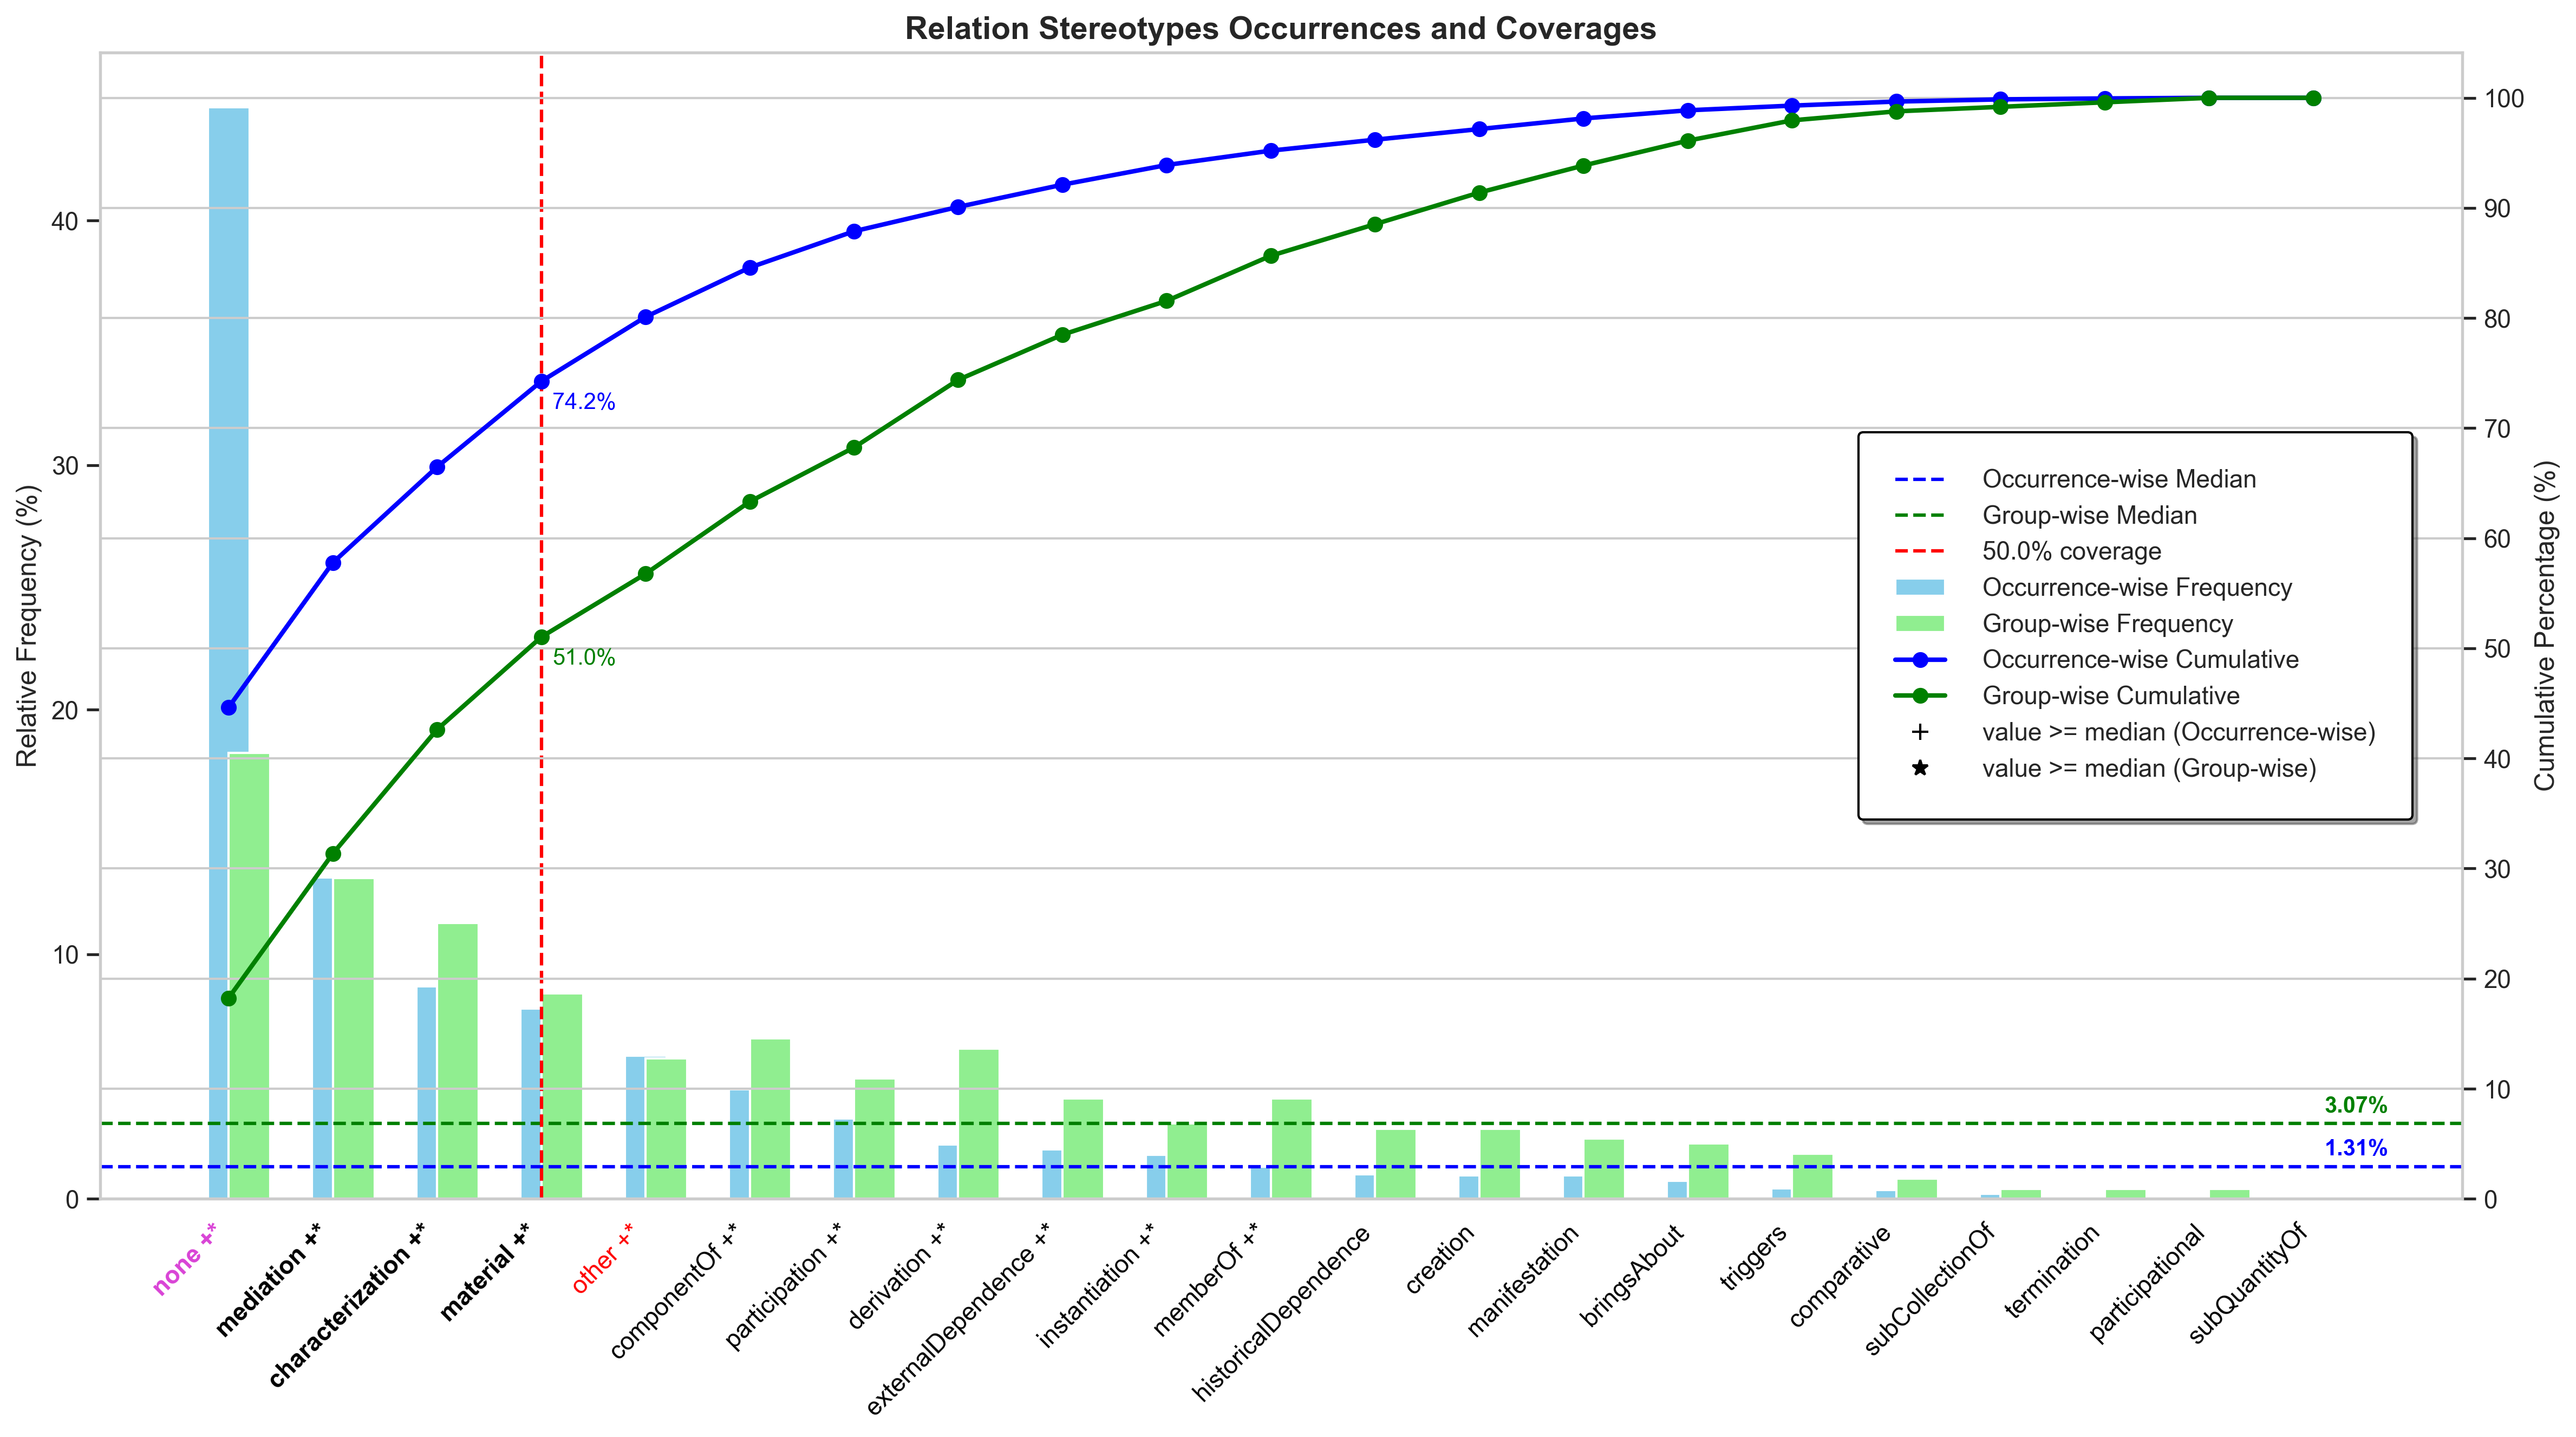 Relation Stereotypes Occurrences and Coverages
Relative Frequency (%)
0
10
20
30
40
Cumulative Percentage (%)
0
10
20
30
40
50
60
70
80
90
100
74.2%
51.0%
3.07%
1.31%
Occurrence-wise Median
Group-wise Median
50.0% coverage
Occurrence-wise Frequency
Group-wise Frequency
Occurrence-wise Cumulative
Group-wise Cumulative
value >= median (Occurrence-wise)
value >= median (Group-wise)
none +*
mediation +*
characterization +*
material +*
other +*
componentOf +*
participation +*
derivation +*
externalDependence +*
instantiation +*
memberOf +*
historicalDependence
creation
manifestation
bringsAbout
triggers
comparative
subCollectionOf
termination
participational
subQuantityOf